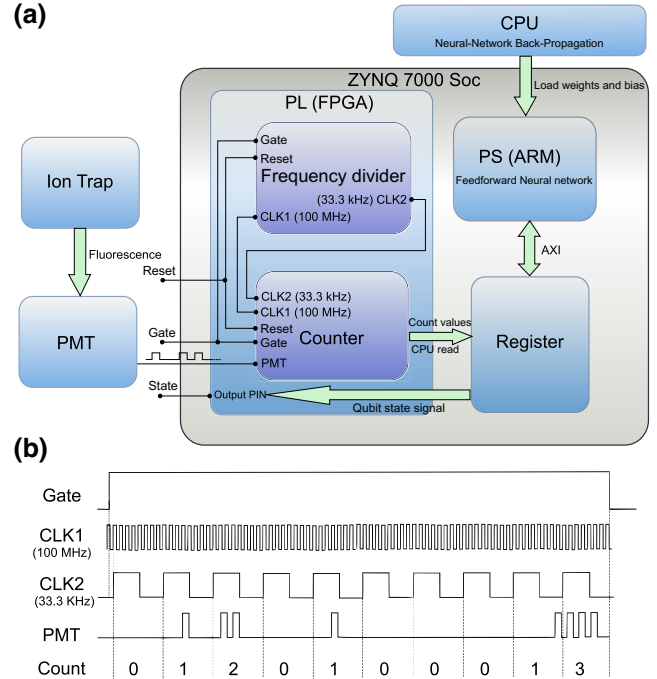 (a)
CPU
Neural-Network Back-Propagation
ZYNQ 7000 Soc
Load weights and bias
PL (FPGA)
Gate
Reset
Frequency divider
(33.3 kHz) CLK2
CLK1 (100 MHz)
PS (ARM)
Feedforward Neural network
Ion Trap
Fluorescence
AXI
Reset
CLK2 (33.3 kHz)
CLK1 (100 MHz)
Reset
Counter
Gate
PMT
Gate
PMT
Count values
CPU read
Register
State
Output PIN
Qubit state signal
(b)
Gate
CLK1
(100 MHz)
CLK2
(33.3 KHz)
PMT
Count 0 1 2 0 1 0 0 0 1 3